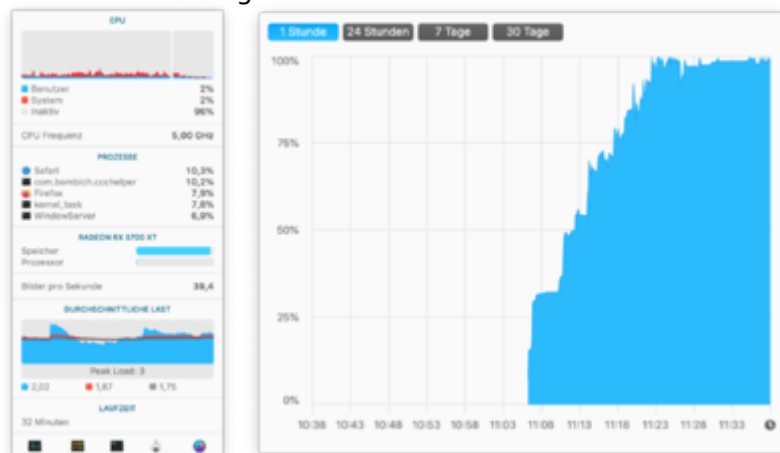 CPU
Benutzer 2%
System 2%
Inaktiv 96%
CPU Frequenz 5,00 GHz
PROZESSE
Safari 10,3%
com.bombich.ccchelper 10,2%
Firefox 7,9%
kernel_task 7,8%
WindowServer 6,9%
RADEON RX 5700 XT
Speicher
Prozessor
Bilder pro Sekunde 39,4
DURCHSCHNITTLICHE LAST
Peak Load: 3
2,02 1,87 1,75
LAUFZEIT
32 Minuten
1 Stunde 24 Stunden 7 Tage 30 Tage
100%
75%
50%
25%
0%
10:38 10:43 10:48 10:53 10:58 11:03 11:08 11:13 11:18 11:23 11:28 11:33